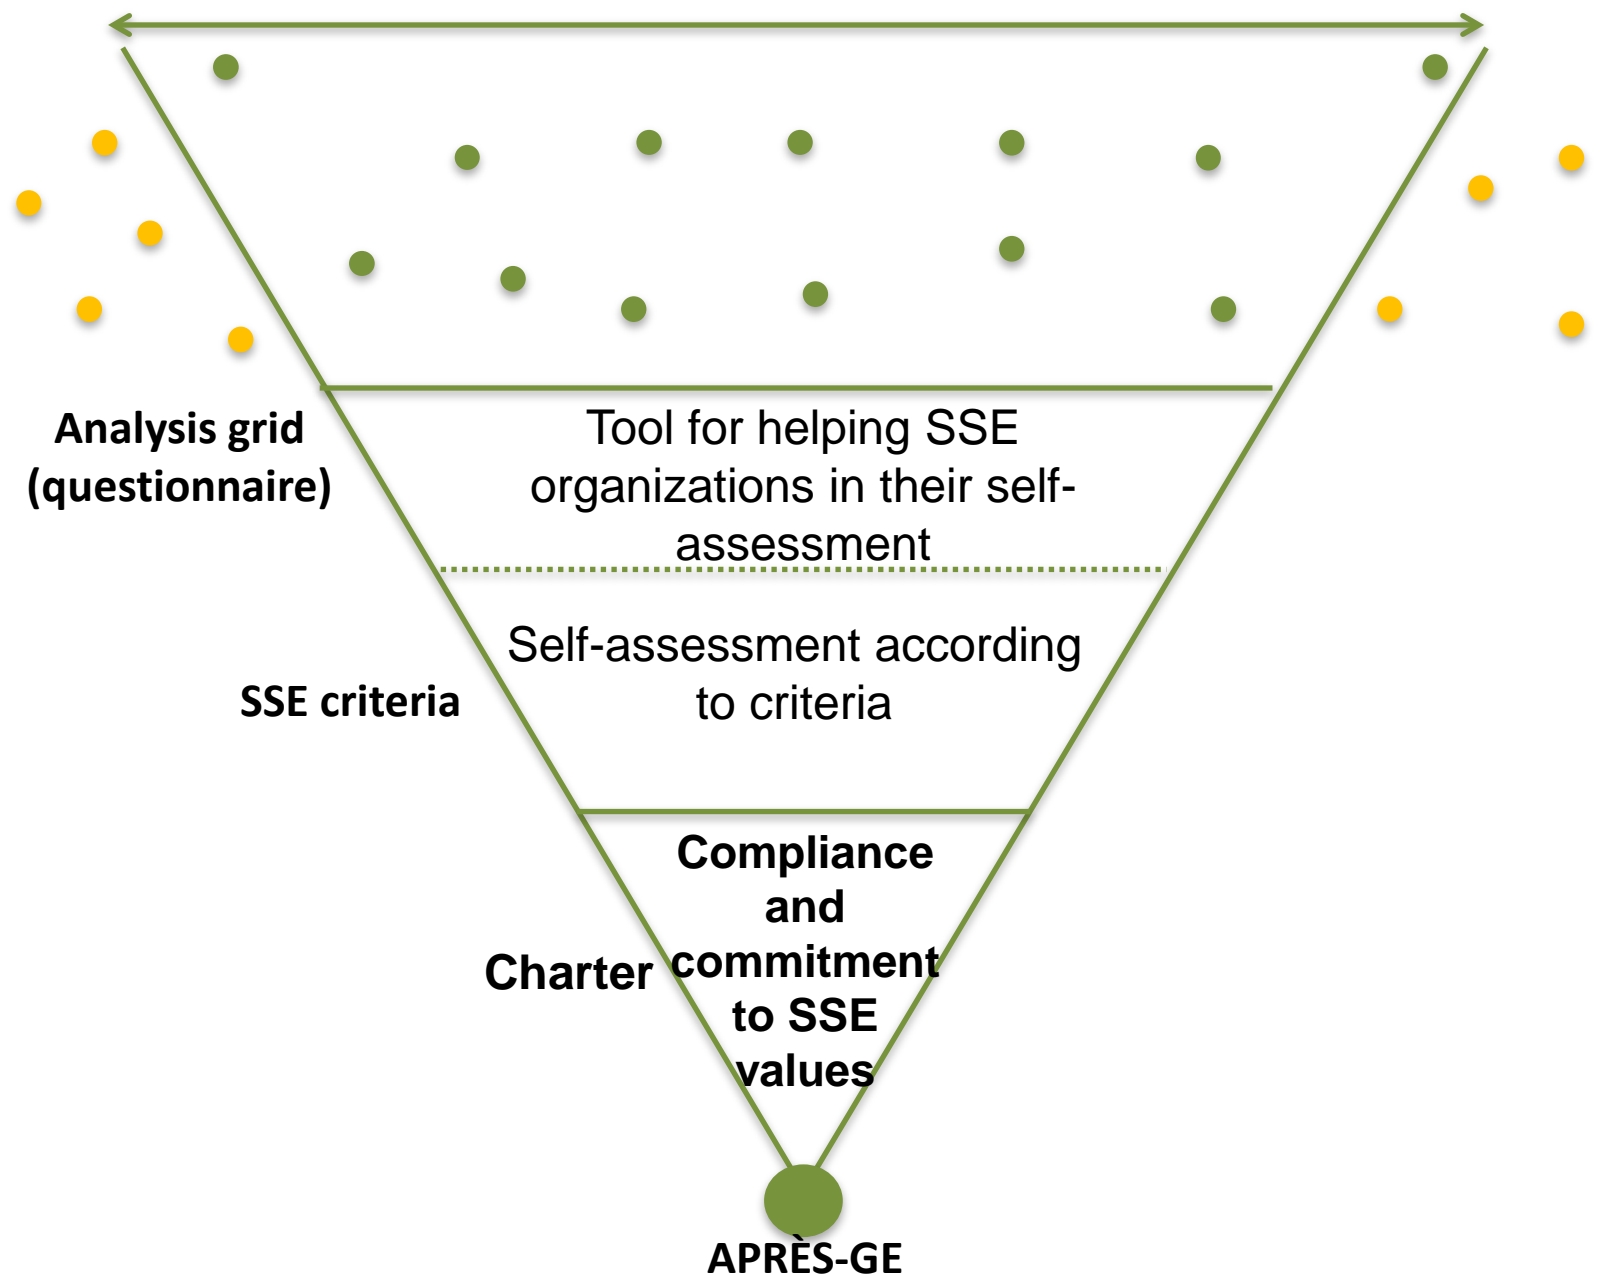 Analysis grid
(questionnaire)
Tool for helping SSE
organizations in their self-
assessment
SSE criteria
Self-assessment according
to criteria
Charter
Compliance
and
commitment
to SSE
values
APRÈS-GE